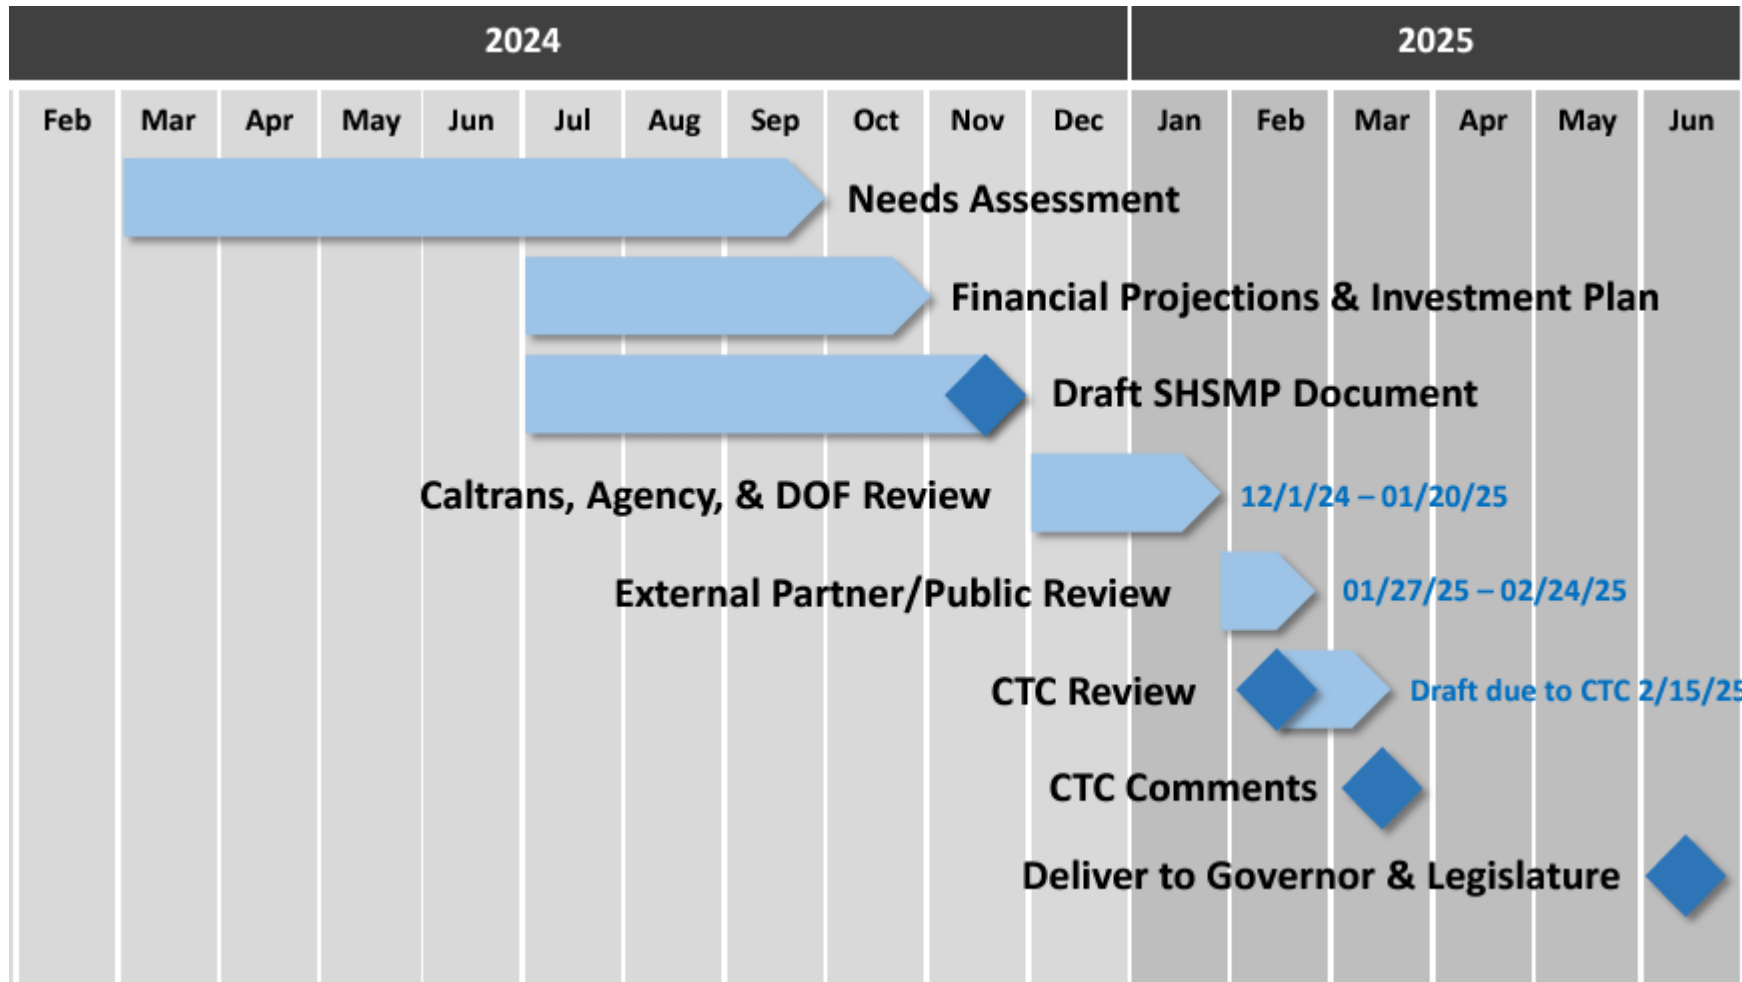 2024 2025
Feb Mar Apr May Jun Jul Aug Sep Oct Nov Dec Jan Feb Mar Apr May Jun
Needs Assessment
Financial Projections & Investment Plan
Draft SHSMP Document
Caltrans, Agency, & DOF Review 12/1/24 – 01/20/25
External Partner/Public Review 01/27/25 – 02/24/25
CTC Review Draft due to CTC 2/15/25
CTC Comments
Deliver to Governor & Legislature